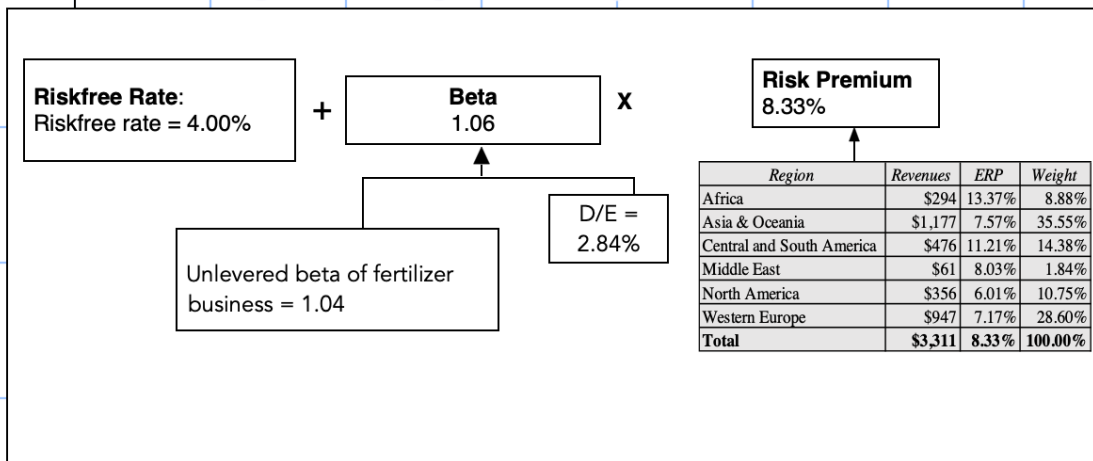 Riskfree Rate:
Riskfree rate = 4.00%
+
Beta
1.06
X
Risk Premium
8.33%
D/E =
2.84%
Unlevered beta of fertilizer
business = 1.04
Region Revenues ERP Weight
Africa $294 13.37% 8.88%
Asia & Oceania $1,177 7.57% 35.55%
Central and South America $476 11.21% 14.38%
Middle East $61 8.03% 1.84%
North America $356 6.01% 10.75%
Western Europe $947 7.17% 28.60%
Total $3,311 8.33% 100.00%